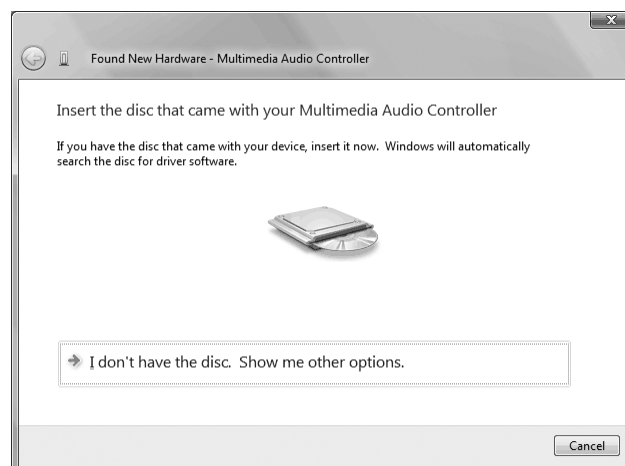 Found New Hardware - Multimedia Audio Controller
Insert the disc that came with your Multimedia Audio Controller
If you have the disc that came with your device, insert it now.  Windows will automatically
search the disc for driver software.
I don't have the disc.  Show me other options.
Cancel